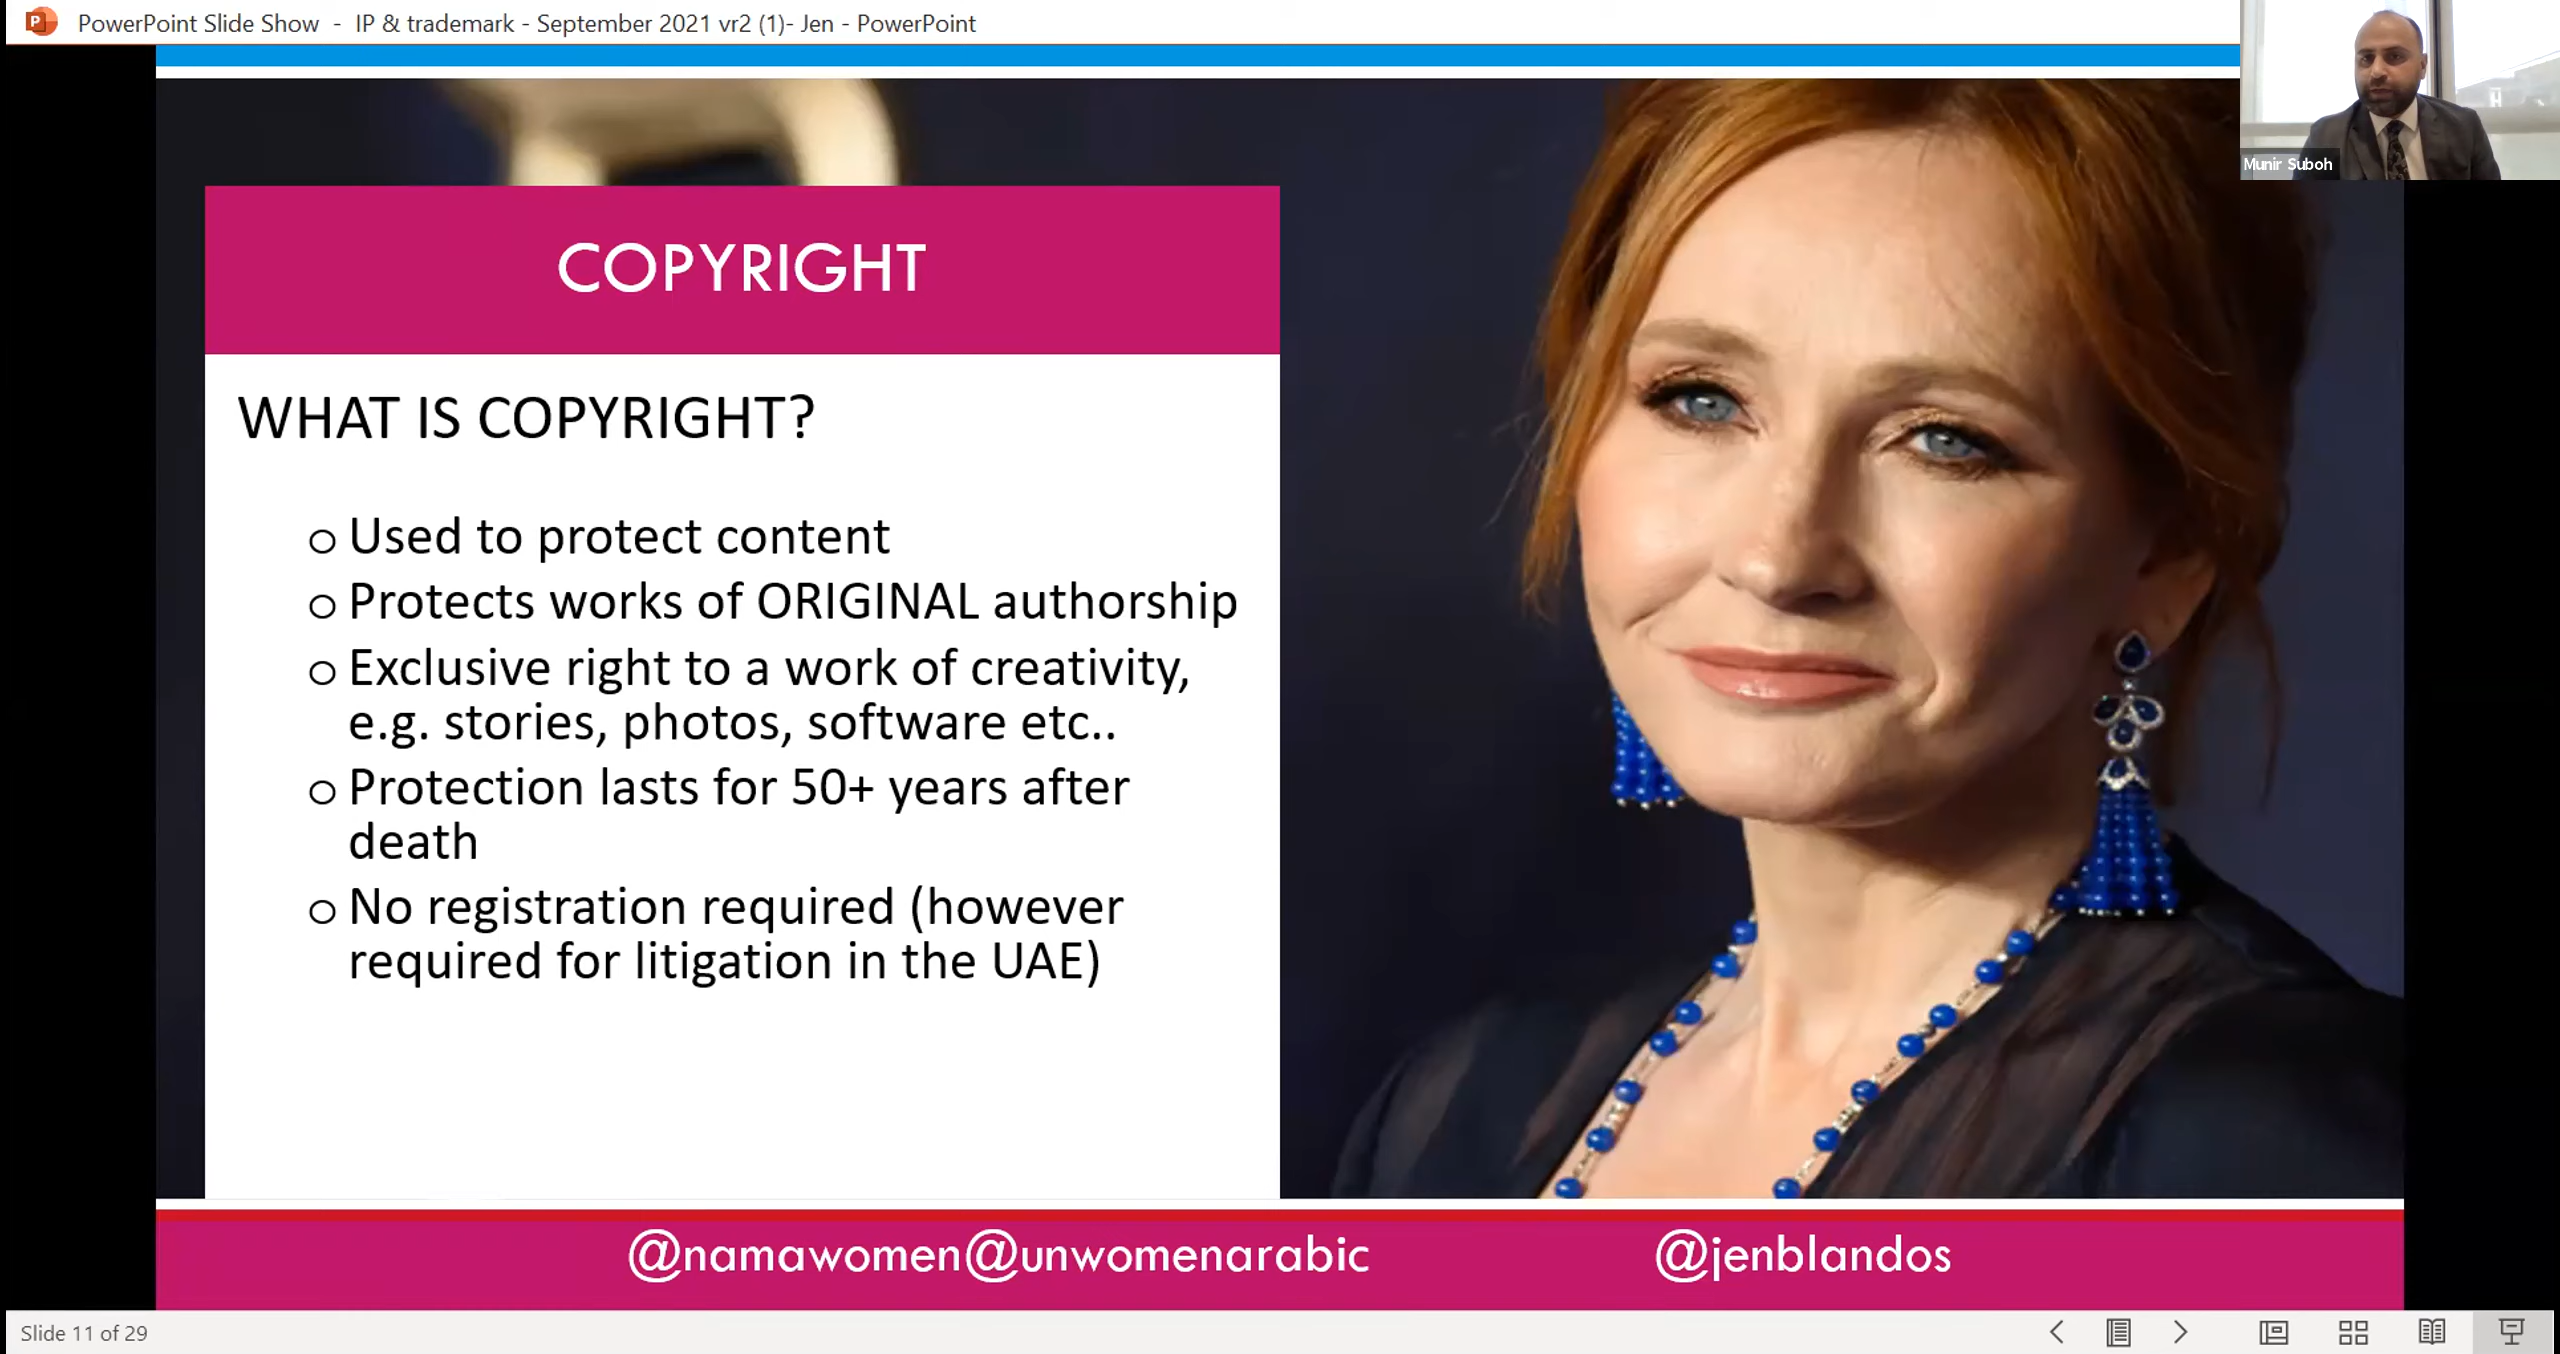 PowerPoint Slide Show - IP & trademark - September 2021 vr2 (1)- Jen - PowerPoint
Munir Suboh
COPYRIGHT
WHAT IS COPYRIGHT?
o Used to protect content
o Protects works of ORIGINAL authorship
o Exclusive right to a work of creativity,
e.g. stories, photos, software etc..
o Protection lasts for 50+ years after
death
o No registration required (however
required for litigation in the UAE)
@namawomen@unwomenarabic @jenblandos
Slide 11 of 29